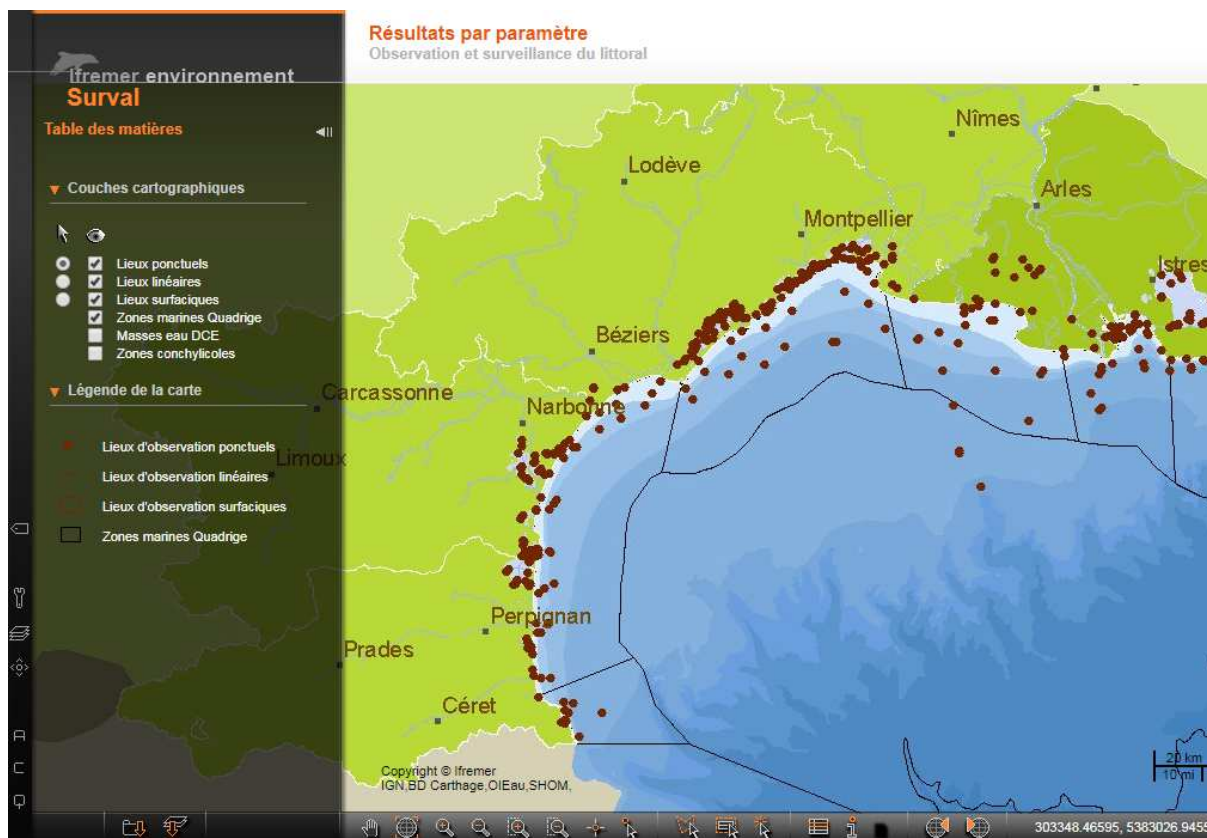 Résultats par paramètre
Observation et surveillance du littoral
Ifremer environnement
Surval
Table des matières
Couches cartographiques
Lieux ponctuels
Lieux linéaires
Lieux surfaciques
Zones marines Quadrige
Masses eau DCE
Zones conchylicoles
Légende de la carte
Lieux d'observation ponctuels
Lieux d'observation linéaires
Lieux d'observation surfaciques
Zones marines Quadrige
Nîmes
Lodève
Arles
Montpellier
Istres
Béziers
Carcassonne
Narbonne
Limoux
Perpignan
Prades
Céret
Copyright © Ifremer
IGN,BD Carthage,OIEau,SHOM,
20 km
10 mi
A
C
303348.46595, 5383026.9455